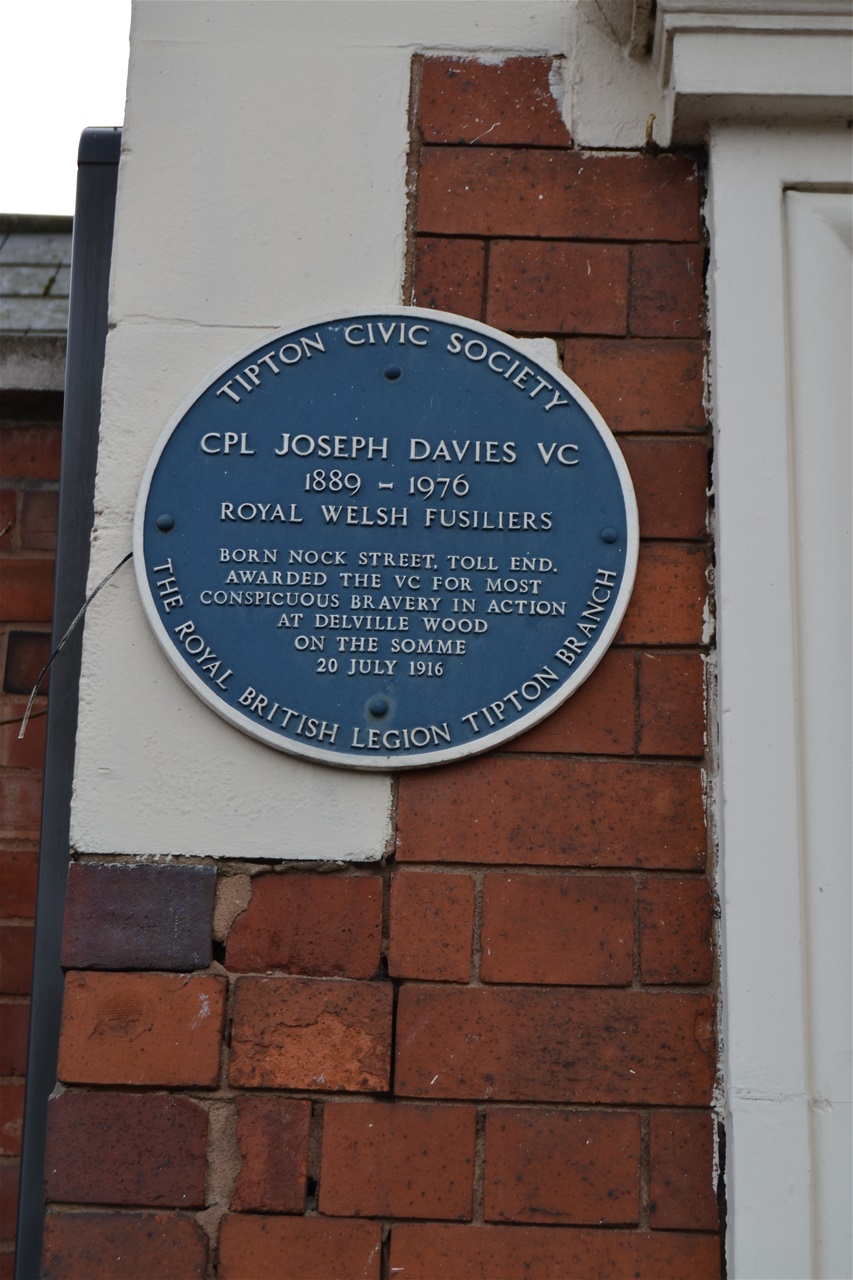 TIPTON CIVIC SOCIETY
CPL JOSEPH DAVIES VC
1889 - 1976
ROYAL WELSH FUSILIERS
BORN NOCK STREET, TOLL END.
AWARDED THE VC FOR MOST
CONSPICUOUS BRAVERY IN ACTION
AT DELVILLE WOOD
ON THE SOMME
20 JULY 1916
THE ROYAL BRITISH LEGION TIPTON BRANCH